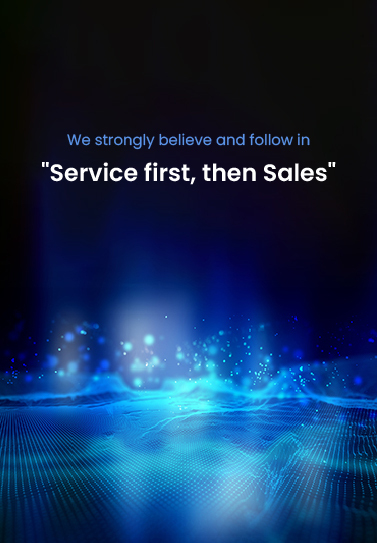 We strongly believe and follow in
"Service first, then Sales"